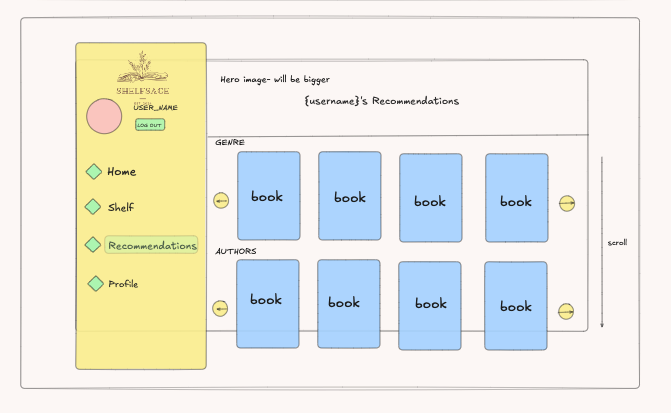 SHELFSAGE
USER_NAME
LOG OUT
Home
Shelf
Recommendations
Profile
Hero image- will be bigger
{username}'s Recommendations
GENRE
book
book
book
book
AUTHORS
book
book
book
book
scroll